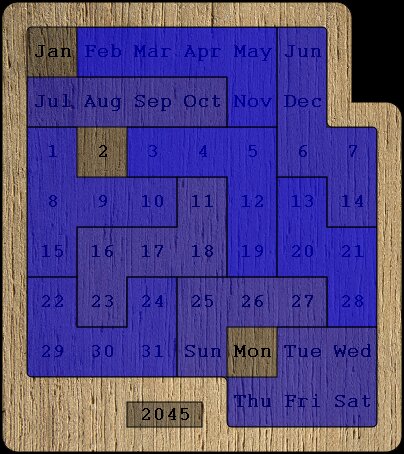 Jan Feb Mar Apr May Jun
Jul Aug Sep Oct Nov Dec
1 2 3 4 5 6 7
8 9 10 11 12 13 14
15 16 17 18 19 20 21
22 23 24 25 26 27 28
29 30 31 Sun Mon Tue Wed
Thu Fri Sat
2045